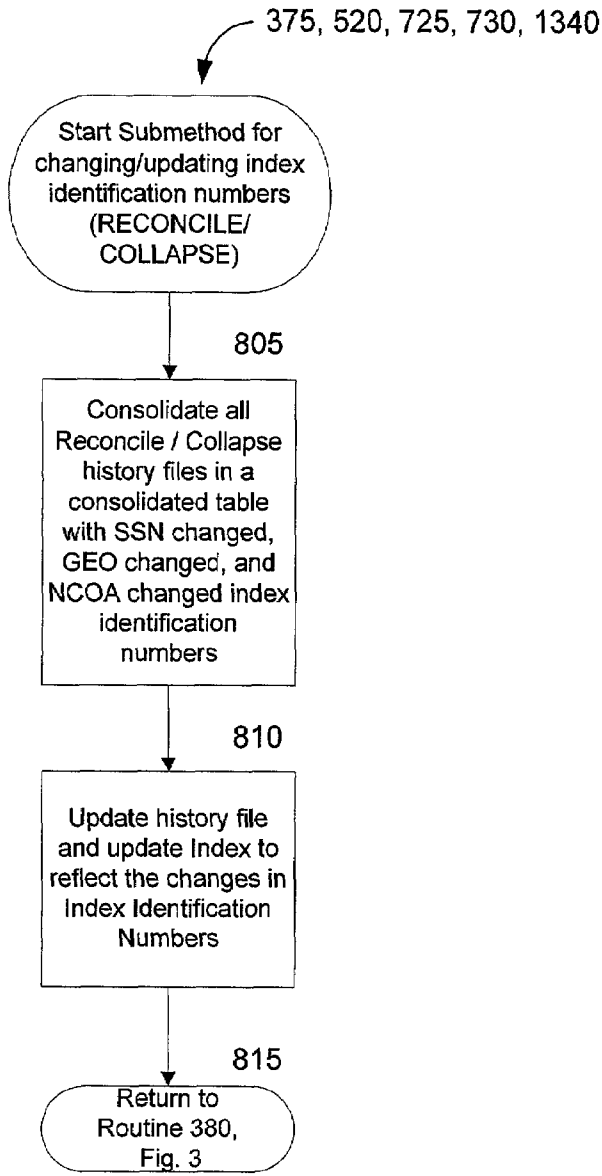 375, 520, 725, 730, 1340
Start Submethod for
changing/updating index
identification numbers
(RECONCILE/
COLLAPSE)
805
Consolidate all
Reconcile / Collapse
history files in a
consolidated table
with SSN changed,
GEO changed, and
NCOA changed index
identification
numbers
810
Update history file
and update Index to
reflect the changes in
Index Identification
Numbers
815
Return to
Routine 380,
Fig. 3